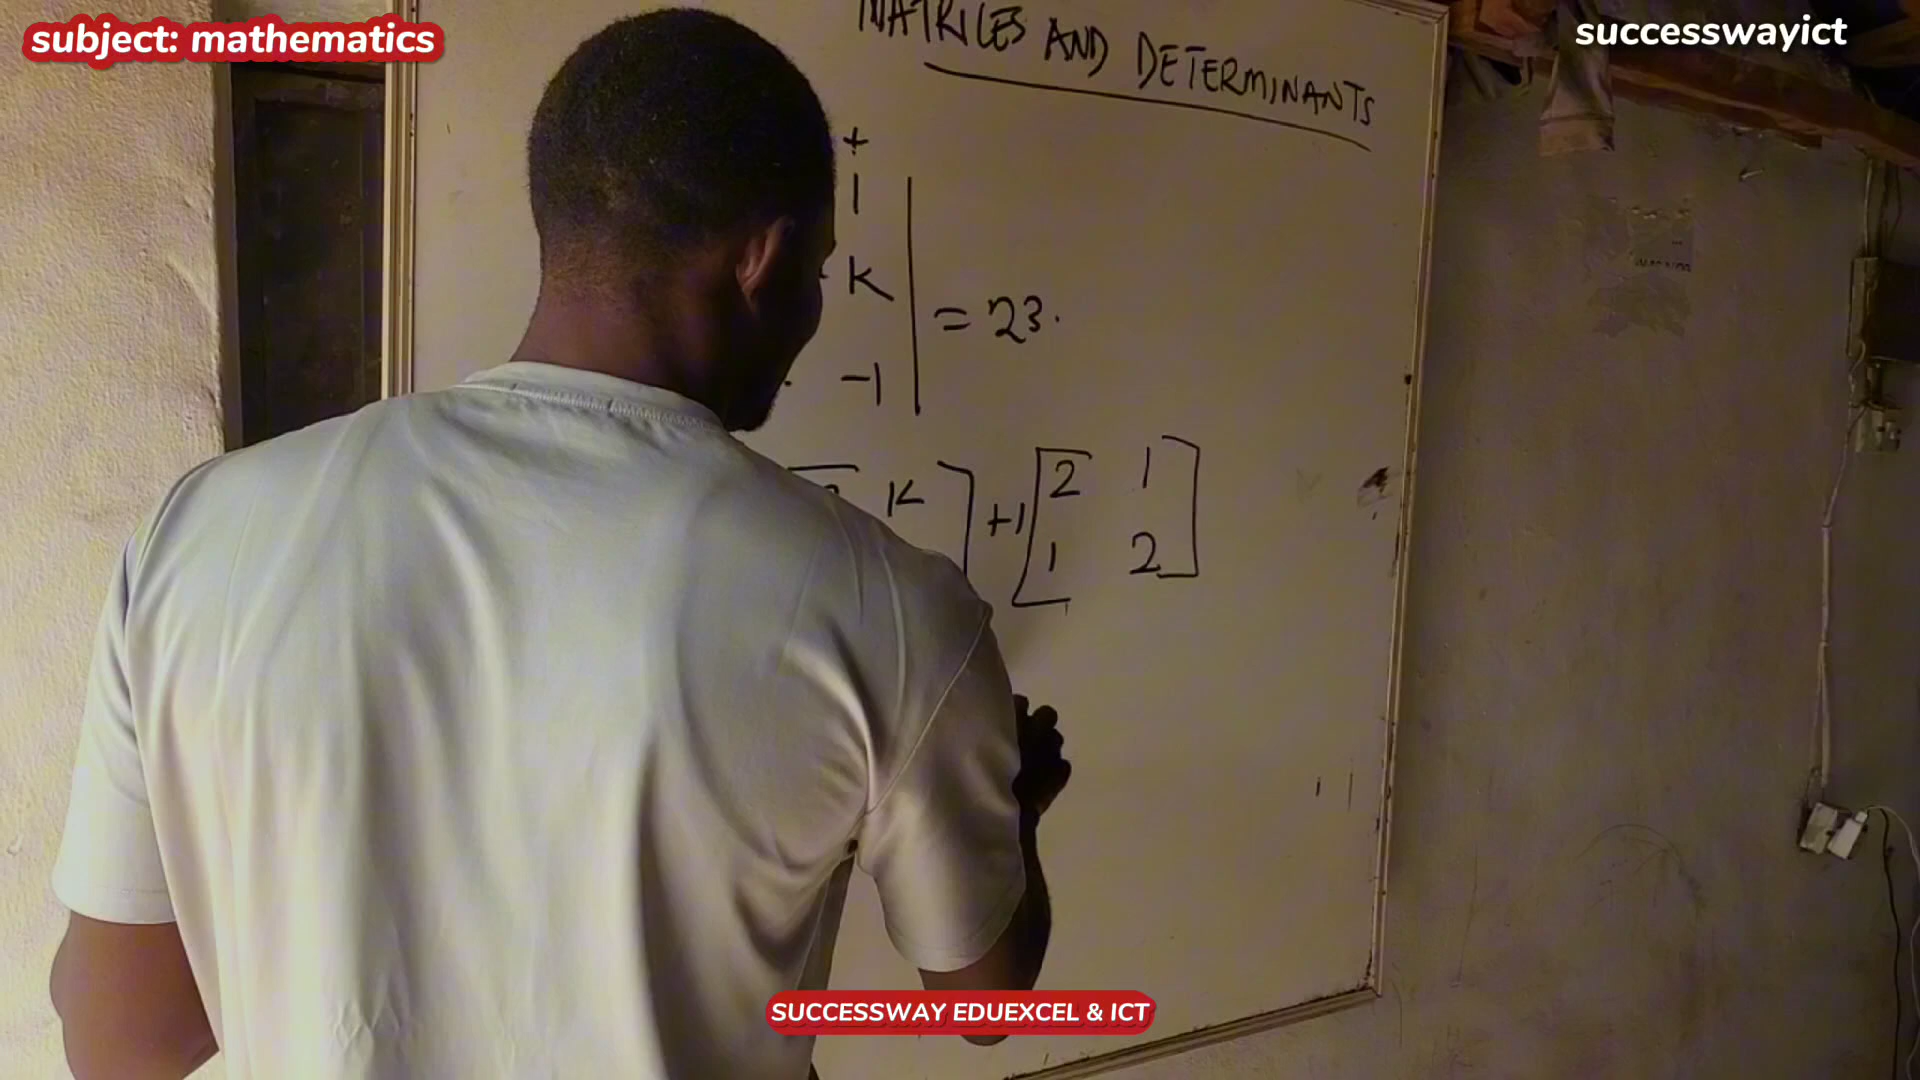 subject: mathematics
successwayict
MATRICES AND DETERMINANTS
+
1
K
= 23.
-1
K
+1
2 1
1 2
SUCCESSWAY EDUEXCEL & ICT